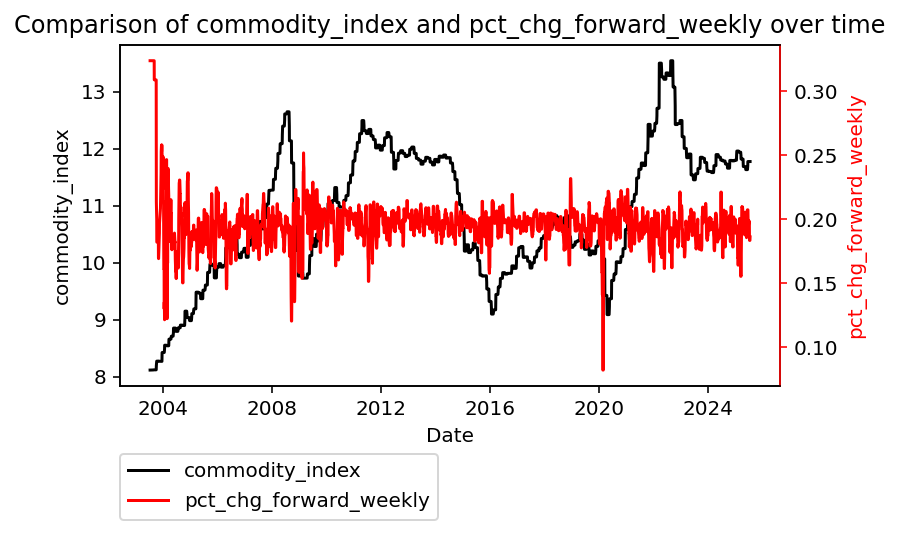 Comparison of commodity_index and pct_chg_forward_weekly over time
commodity_index
13
12
11
10
9
8
0.30
0.25
0.20
0.15
0.10
pct_chg_forward_weekly
2004 2008 2012 2016 2020 2024
Date
commodity_index
pct_chg_forward_weekly